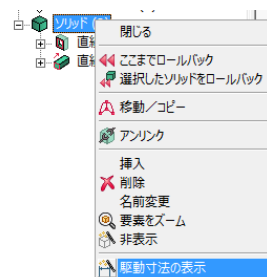 ソリッド
直
直
閉じる
ここまでロールバック
選択したソリッドをロールバック
移動／コピー
アンリンク
挿入
削除
名前変更
要素をズーム
非表示
駆動寸法の表示